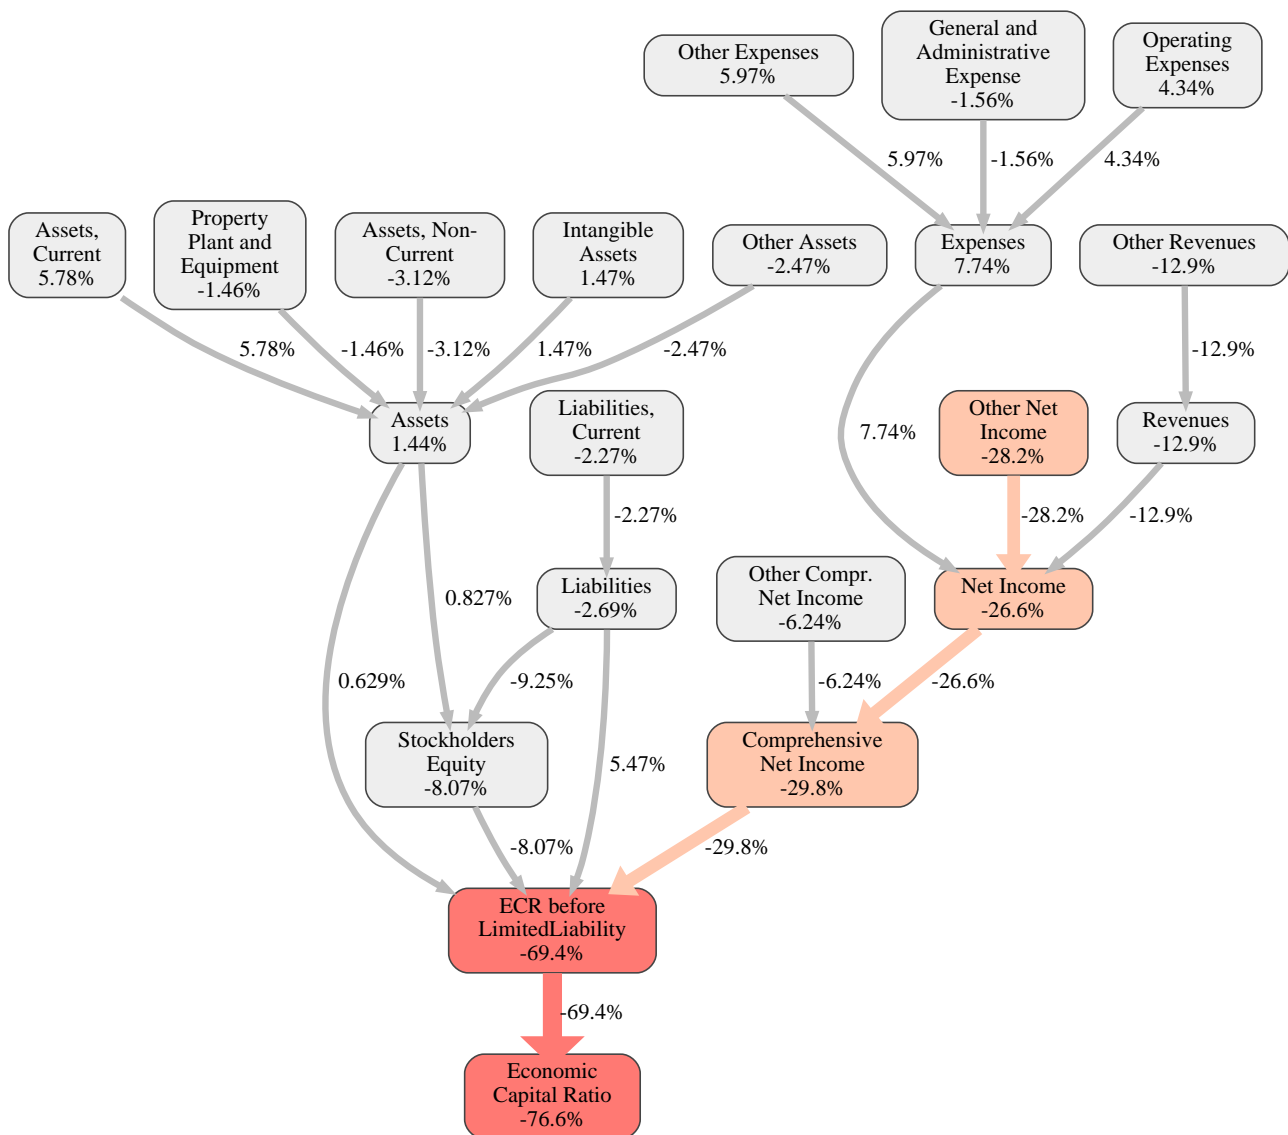 Other Expenses
5.97%
General and
Administrative
Expense
-1.56%
Operating
Expenses
4.34%
5.97%
-1.56%
4.34%
Assets,
Current
5.78%
Property
Plant and
Equipment
-1.46%
Assets, Non-
Current
-3.12%
Intangible
Assets
1.47%
Other Assets
-2.47%
Expenses
7.74%
Other Revenues
-12.9%
5.78%
-1.46%
-3.12%
1.47%
-2.47%
-12.9%
Assets
1.44%
Liabilities,
Current
-2.27%
7.74%
Other Net
Income
-28.2%
Revenues
-12.9%
-2.27%
-28.2%
-12.9%
0.827%
Liabilities
-2.69%
Other Compr.
Net Income
-6.24%
Net Income
-26.6%
0.629%
-9.25%
-6.24%
-26.6%
Stockholders
Equity
-8.07%
5.47%
Comprehensive
Net Income
-29.8%
-8.07%
-29.8%
ECR before
LimitedLiability
-69.4%
-69.4%
Economic
Capital Ratio
-76.6%